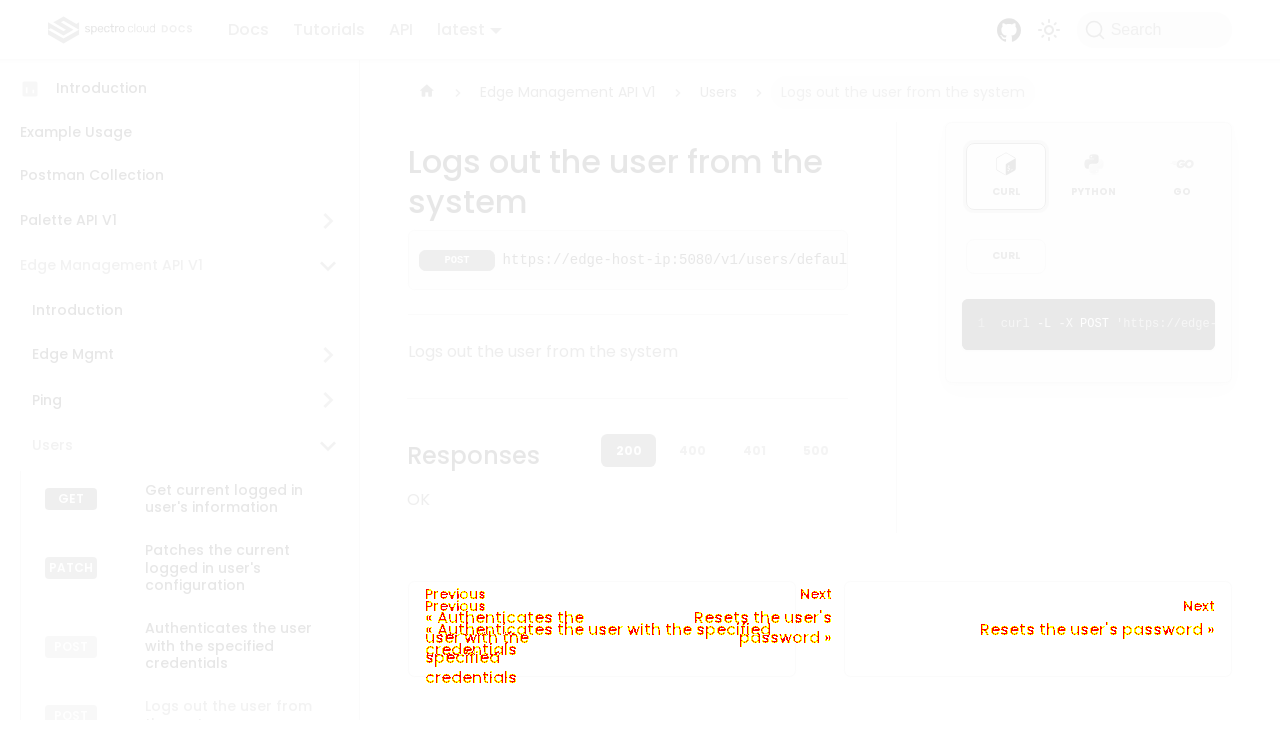 spectro cloud DOCS
Docs
Tutorials
API
latest
Search
Introduction
Example Usage
Postman Collection
Palette API V1
Edge Management API V1
Introduction
Edge Mgmt
Ping
Users
GET
Get current logged in
user's information
PATCH
Patches the current
logged in user's
configuration
POST
Authenticates the user
with the specified
credentials
POST
Logs out the user from
Edge Management API V1
Users
Logs out the user from the system
Logs out the user from the
system
POST
https://edge-host-ip:5080/v1/users/defaul
Logs out the user from the system
Responses
200
400
401
500
OK
CURL
PYTHON
GO
CURL
1 curl -L -X POST 'https://edge-
Previous
« Authenticates the
user with the
specified
credentials
Next
Resets the user's
password »
Previous
« Authenticates the user with the specified
credentials
Next
Resets the user's password »